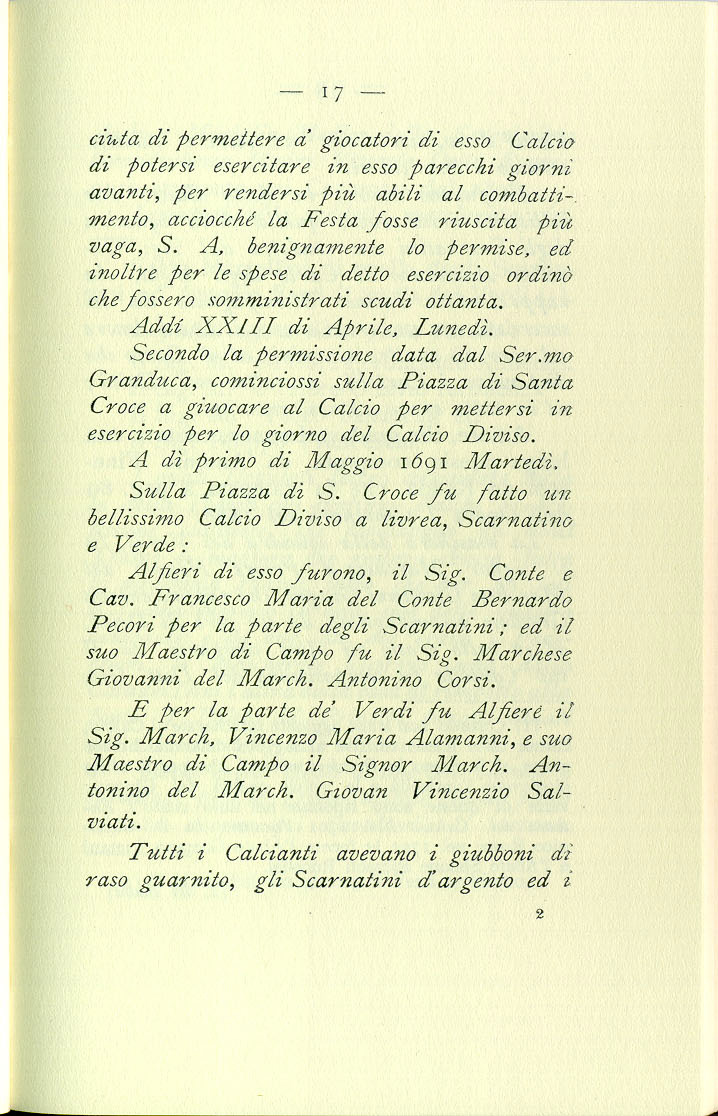 — 17 —
ciuta di permettere a' giocatori di esso Calcio
di potersi esercitare in esso parecchi giorni
avanti, per rendersi più abili al combatti-
mento, acciocché la Festa fosse riuscita più
vaga, S. A, benignamente lo permise, ed
inoltre per le spese di detto esercizio ordinò
che fossero somministrati scudi ottanta.
Addí XXIII di Aprile, Lunedì.
Secondo la permissione data dal Ser.mo
Granduca, cominciossi sulla Piazza di Santa
Croce a giuocare al Calcio per mettersi in
esercizio per lo giorno del Calcio Diviso.
A dì primo di Maggio 1691 Martedì.
Sulla Piazza di S. Croce fu fatto un
bellissimo Calcio Diviso a livrea, Scarnatino
e Verde :
Alfieri di esso furono, il Sig. Conte e
Cav. Francesco Maria del Conte Bernardo
Pecori per la parte degli Scarnatini ; ed il
suo Maestro di Campo fu il Sig. Marchese
Giovanni del March. Antonino Corsi.
E per la parte de' Verdi fu Alfiere il
Sig. March, Vincenzo Maria Alamanni, e suo
Maestro di Campo il Signor March. An-
tonino del March. Giovan Vincenzio Sal-
viati.
Tutti i Calcianti avevano i giubboni di
raso guarnito, gli Scarnatini d'argento ed i
2